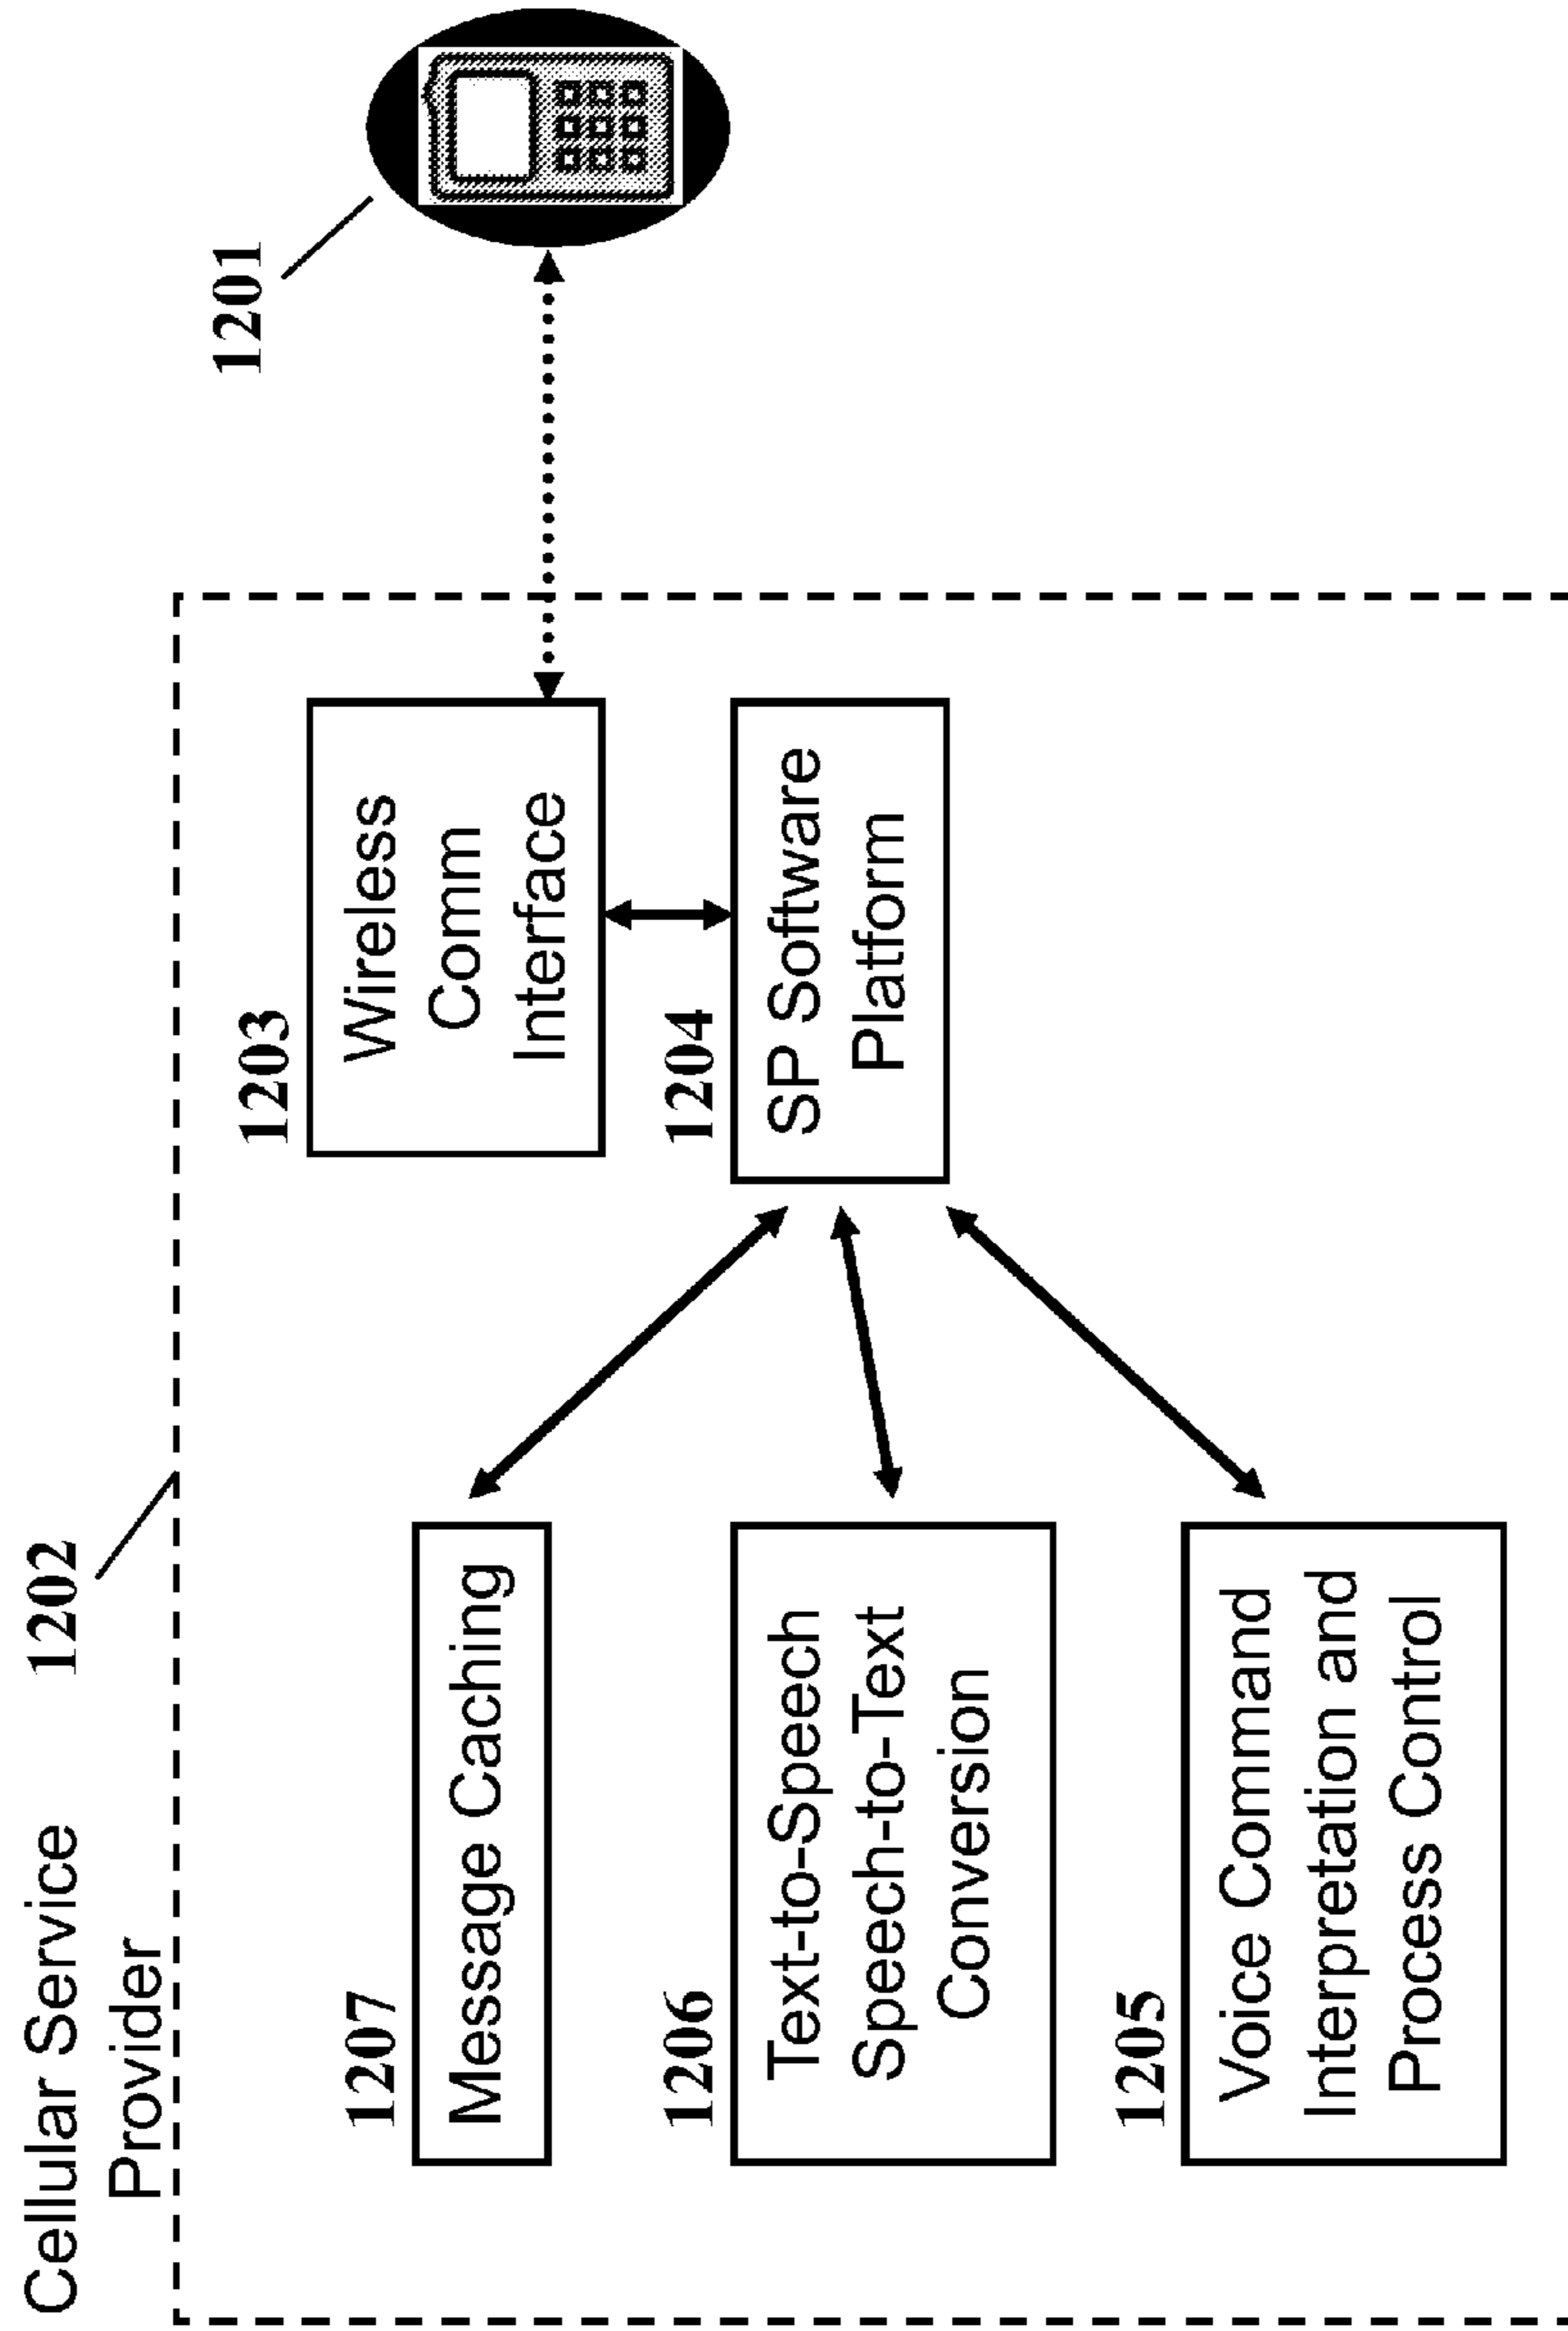 Cellular Service
Provider
1202
1201
1203
Wireless
Comm
Interface
1207
Message Caching
1204
SP Software
Platform
1206
Text-to-Speech
Speech-to-Text
Conversion
1205
Voice Command
Interpretation and
Process Control